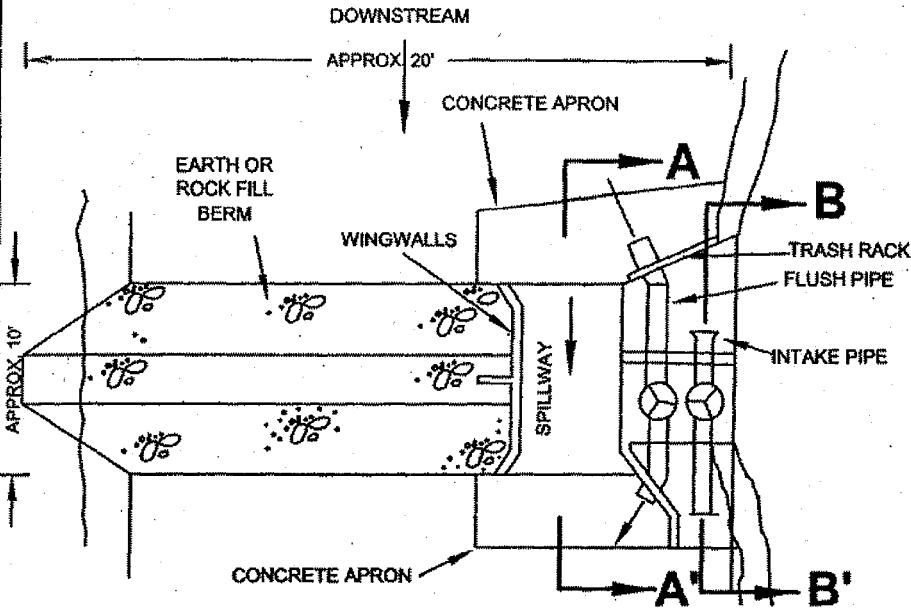 DOWNSTREAM
APPROX. 20'
CONCRETE APRON
A
EARTH OR
ROCK FILL
BERM
B
WINGWALLS
TRASH RACK
FLUSH PIPE
INTAKE PIPE
APPROX. 10'
SPILLWAY
CONCRETE APRON
A'
B'